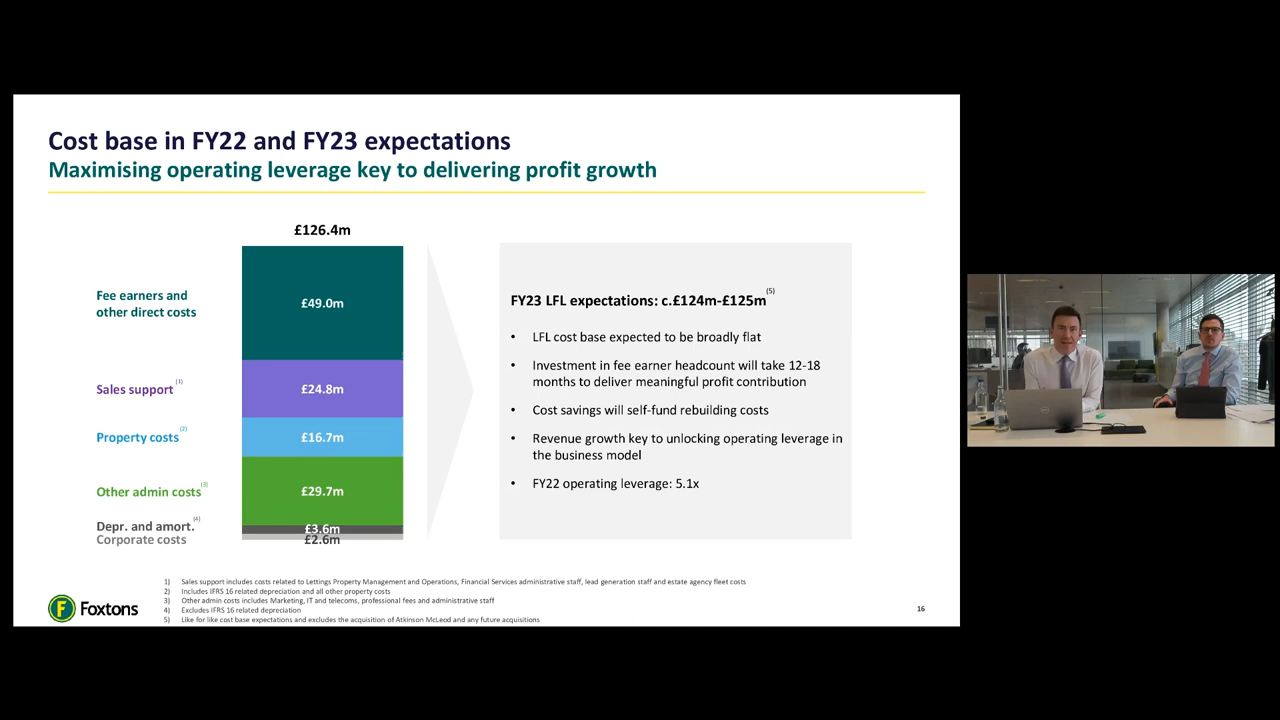 Cost base in FY22 and FY23 expectations
Maximising operating leverage key to delivering profit growth
£126.4m
Fee earners and
other direct costs
£49.0m
Sales support (1)
£24.8m
Property costs (2)
£16.7m
Other admin costs (3)
£29.7m
Depr. and amort. (4)
£3.6m
Corporate costs
£2.6m
FY23 LFL expectations: c.£124m-£125m (5)
• LFL cost base expected to be broadly flat
• Investment in fee earner headcount will take 12-18
months to deliver meaningful profit contribution
• Cost savings will self-fund rebuilding costs
• Revenue growth key to unlocking operating leverage in
the business model
• FY22 operating leverage: 5.1x
1) Sales support includes costs related to Lettings Property Management and Operations, Financial Services administrative staff, lead generation staff and estate agency fleet costs
2) Includes IFRS 16 related depreciation and all other property costs
3) Other admin costs includes Marketing, IT and telecoms, professional fees and administrative staff
4) Excludes IFRS 16 related depreciation
5) Like for like cost base expectations and excludes the acquisition of Atkinson McLeod and any future acquisitions
F Foxtons
16